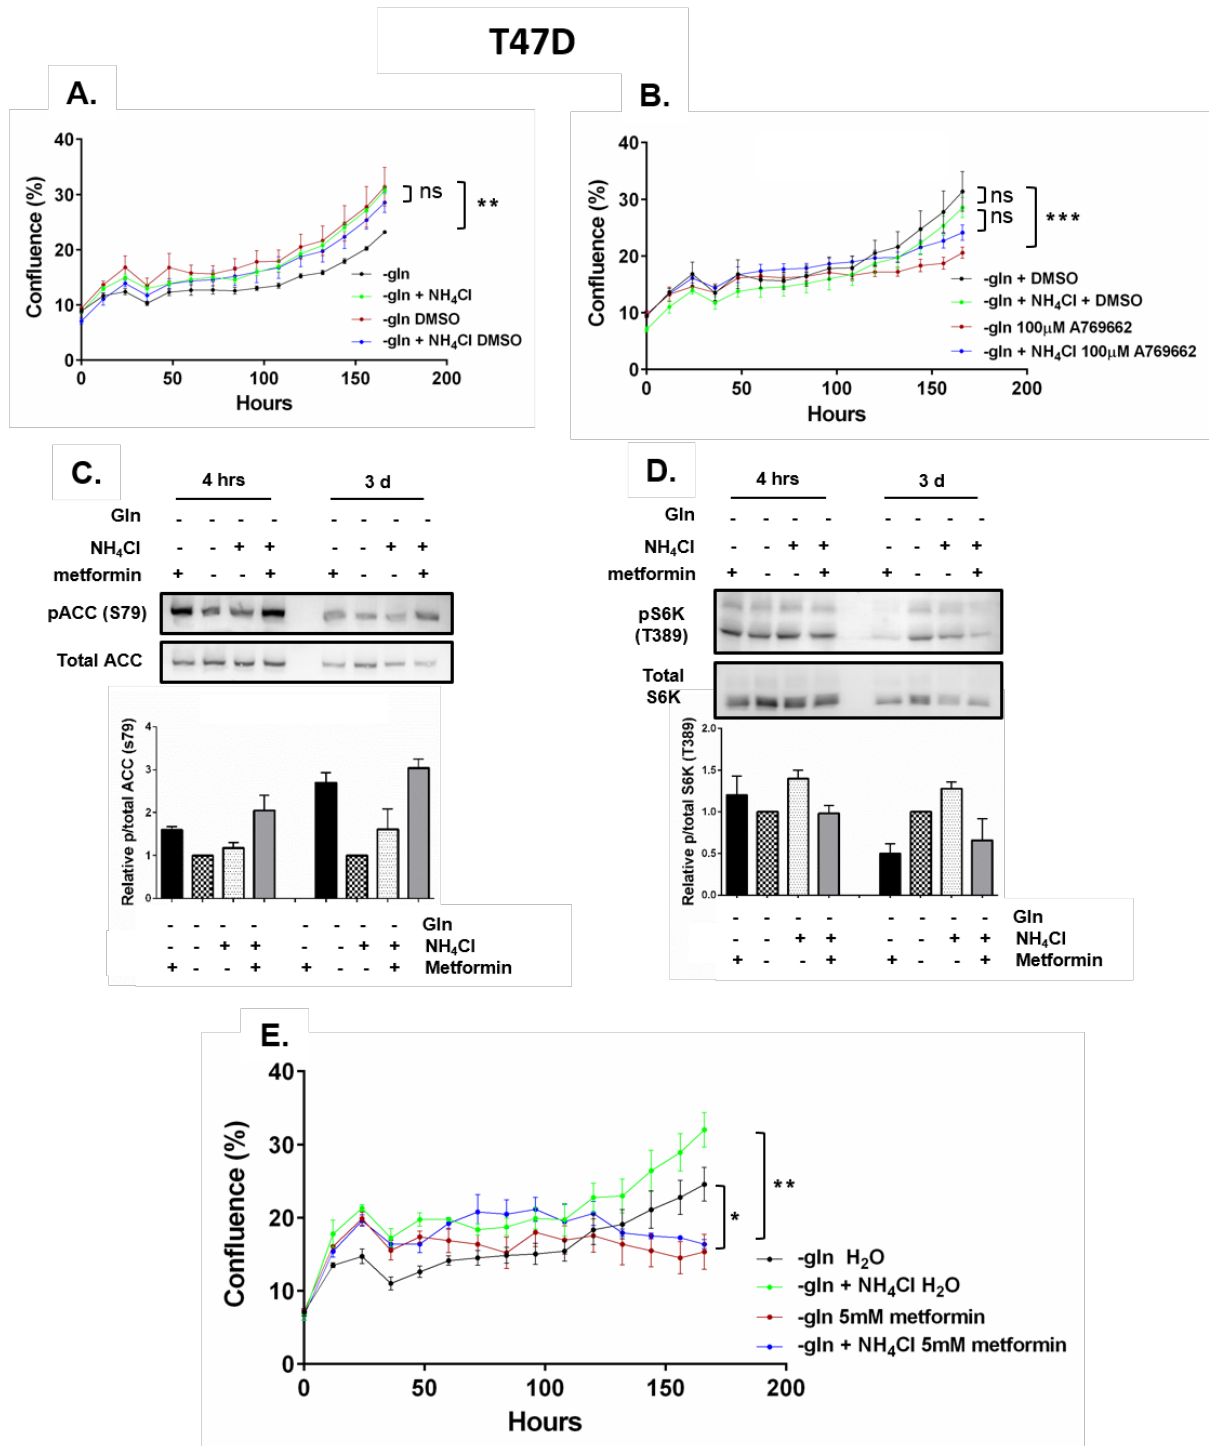 T47D
A.
B.
Confluence (%)
40
30
20
10
0
0 50 100 150 200
Hours
ns
**
-gln
-gln + NH₄Cl
-gln DMSO
-gln + NH₄Cl DMSO
Confluence (%)
40
30
20
10
0
0 50 100 150 200
Hours
ns
ns
***
-gln + DMSO
-gln + NH₄Cl + DMSO
-gln 100μM A769662
-gln + NH₄Cl 100μM A769662
C.
4 hrs 3 d
Gln - - - - - - - -
NH₄Cl - - + + - - + +
metformin + - - + + - - +
pACC (S79)
Total ACC
Relative p/total ACC (s79)
4
3
2
1
0
- - - - - - - - Gln
- - + + - - + + NH₄Cl
+ - - + + - - + Metformin
D.
4 hrs 3 d
Gln - - - - - - - -
NH₄Cl - - + + - - + +
metformin + - - + + - - +
pS6K
(T389)
Total
S6K
Relative p/total S6K (T389)
2.0
1.5
1.0
0.5
0.0
- - - - - - - - Gln
- - + + - - + + NH₄Cl
+ - - + + - - + Metformin
E.
Confluence (%)
40
30
20
10
0
0 50 100 150 200
Hours
*
**
-gln H₂O
-gln + NH₄Cl H₂O
-gln 5mM metformin
-gln + NH₄Cl 5mM metformin